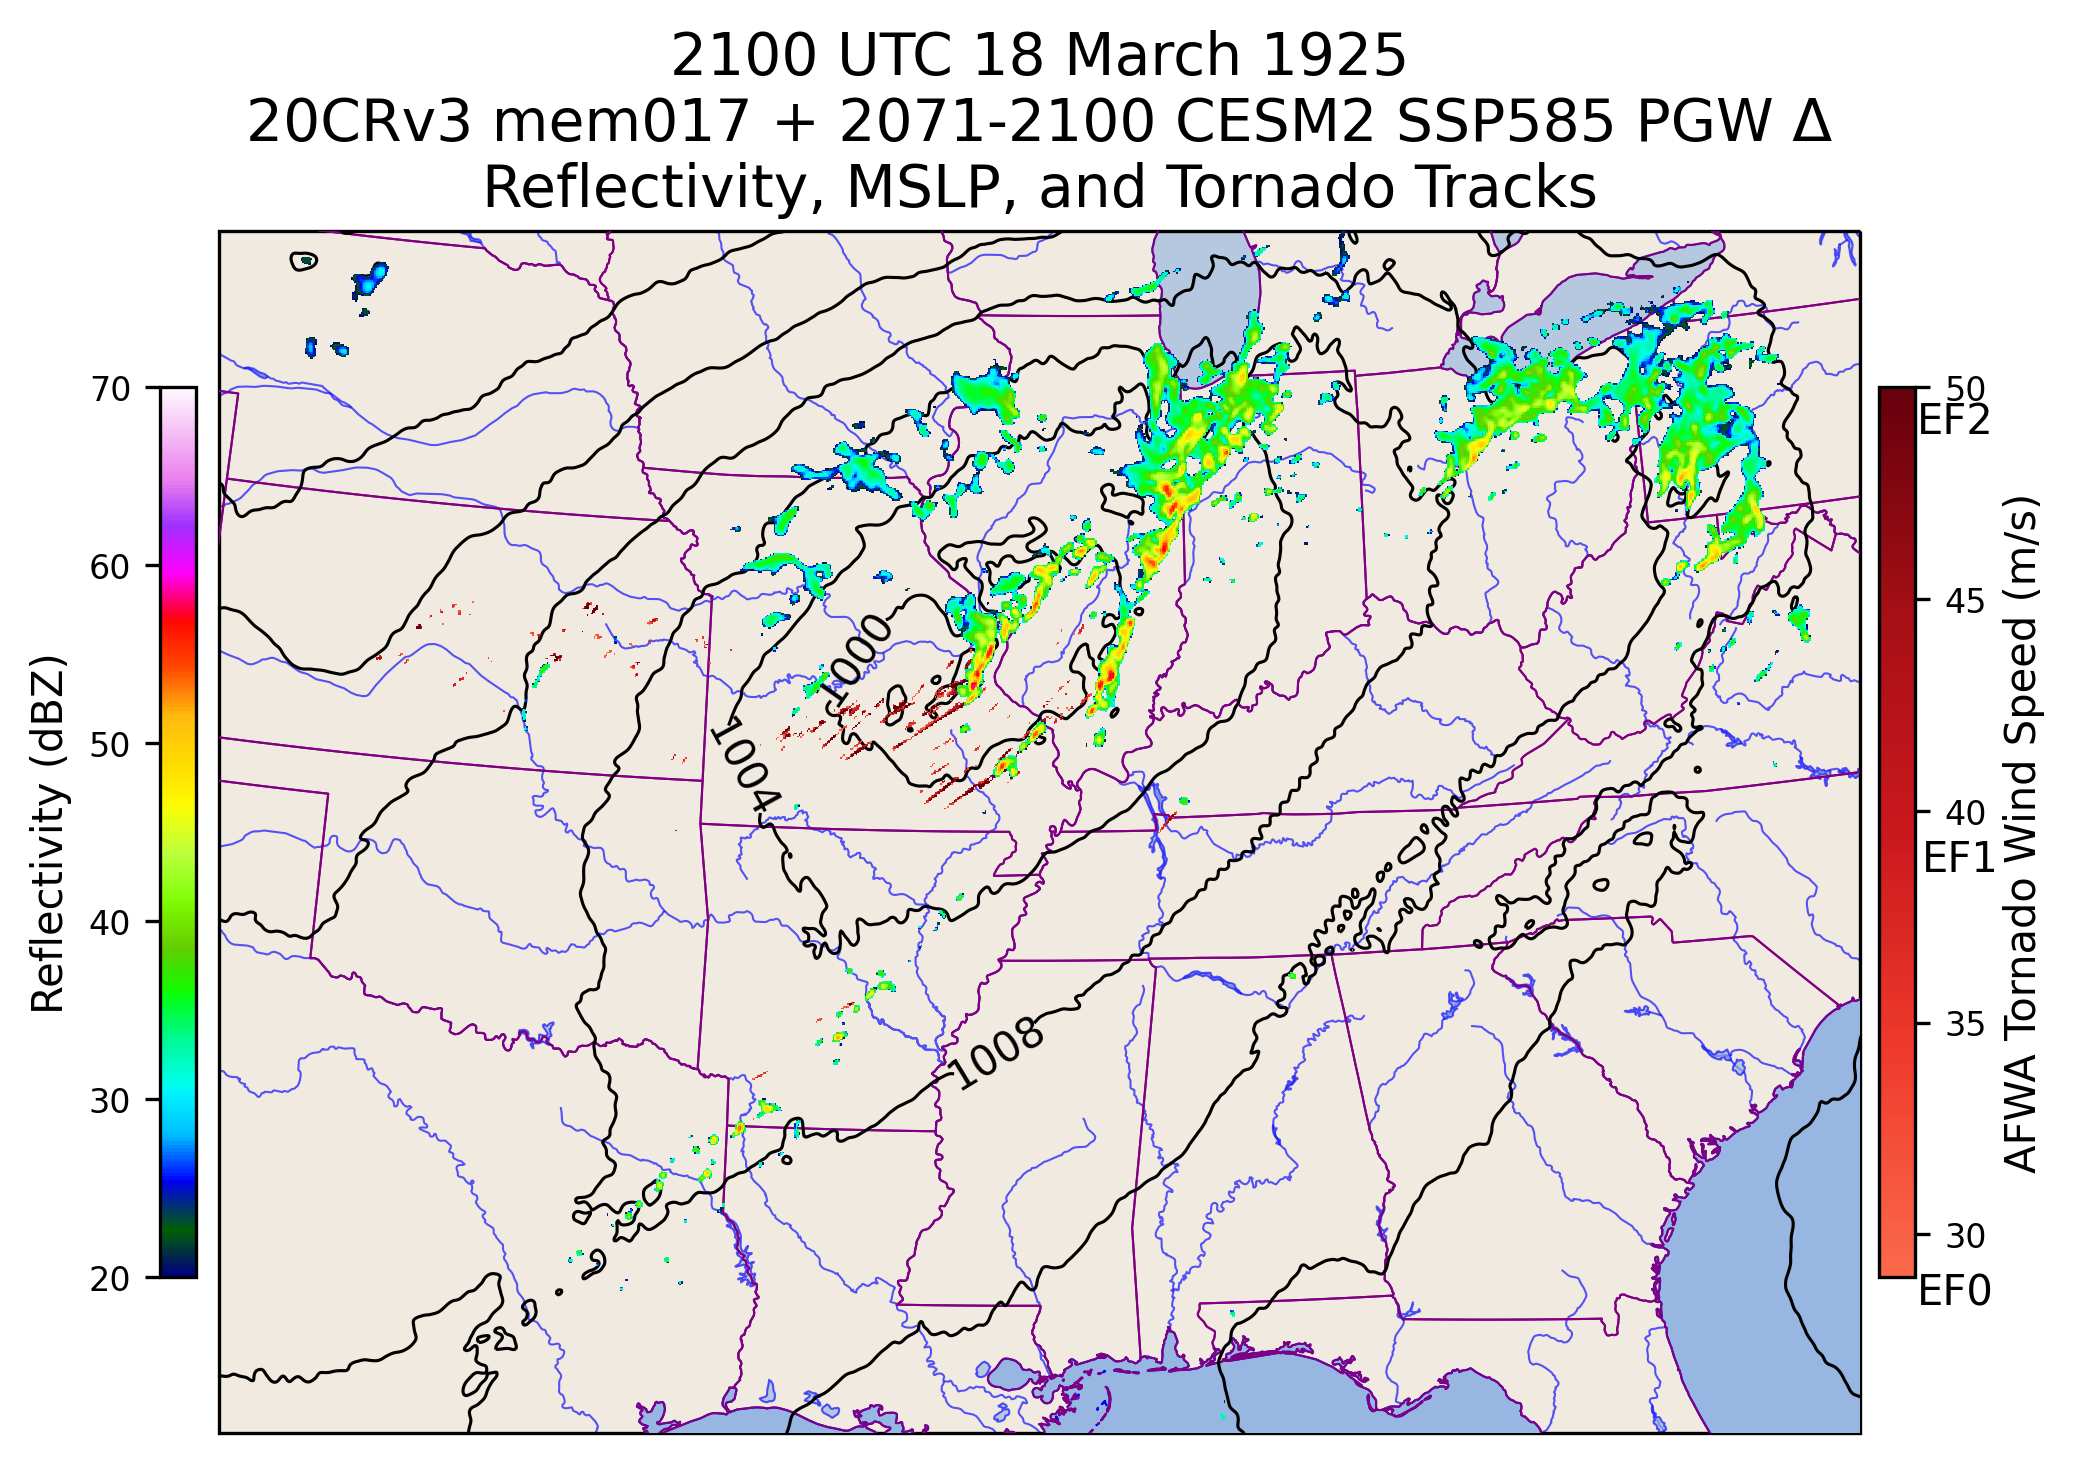 2100 UTC 18 March 1925
20CRv3 mem017 + 2071-2100 CESM2 SSP585 PGW Δ
Reflectivity, MSLP, and Tornado Tracks
70
60
50
40
30
20
Reflectivity (dBZ)
1000
1004
1008
50
EF2
45
40
EF1
35
30
EF0
AFWA Tornado Wind Speed (m/s)